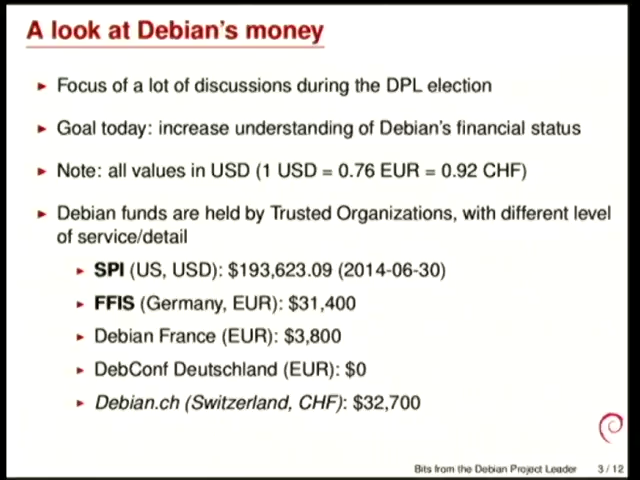 A look at Debian's money
► Focus of a lot of discussions during the DPL election
► Goal today: increase understanding of Debian's financial status
► Note: all values in USD (1 USD = 0.76 EUR = 0.92 CHF)
► Debian funds are held by Trusted Organizations, with different level
of service/detail
► SPI (US, USD): $193,623.09 (2014-06-30)
► FFIS (Germany, EUR): $31,400
► Debian France (EUR): $3,800
► DebConf Deutschland (EUR): $0
► Debian.ch (Switzerland, CHF): $32,700
Bits from the Debian Project Leader 3 / 12